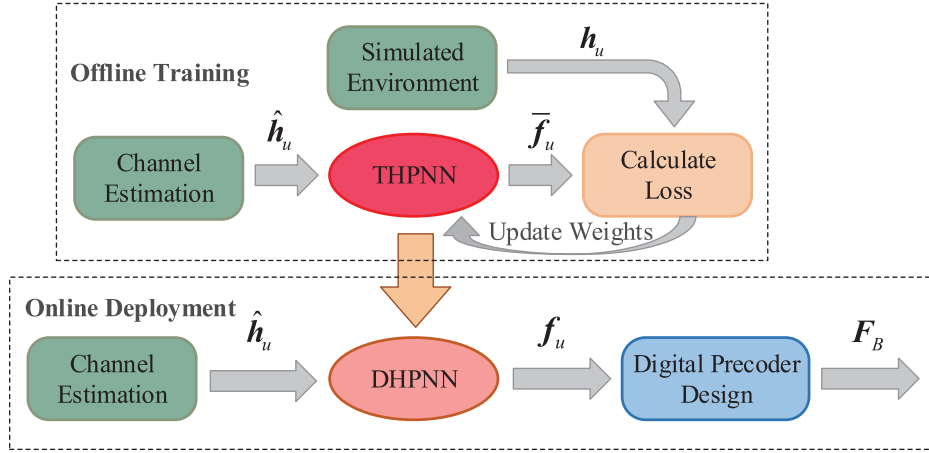 Offline Training
Simulated
Environment
h_u
Channel
Estimation
ĥ_u
THPNN
f̅_u
Calculate
Loss
Update Weights
Online Deployment
Channel
Estimation
ĥ_u
DHPNN
f_u
Digital Precoder
Design
F_B